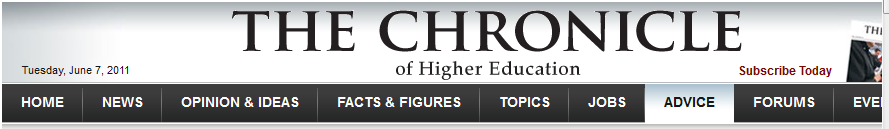 THE CHRONICLE
of Higher Education
Tuesday, June 7, 2011
Subscribe Today
HOME NEWS OPINION & IDEAS FACTS & FIGURES TOPICS JOBS ADVICE FORUMS EVE